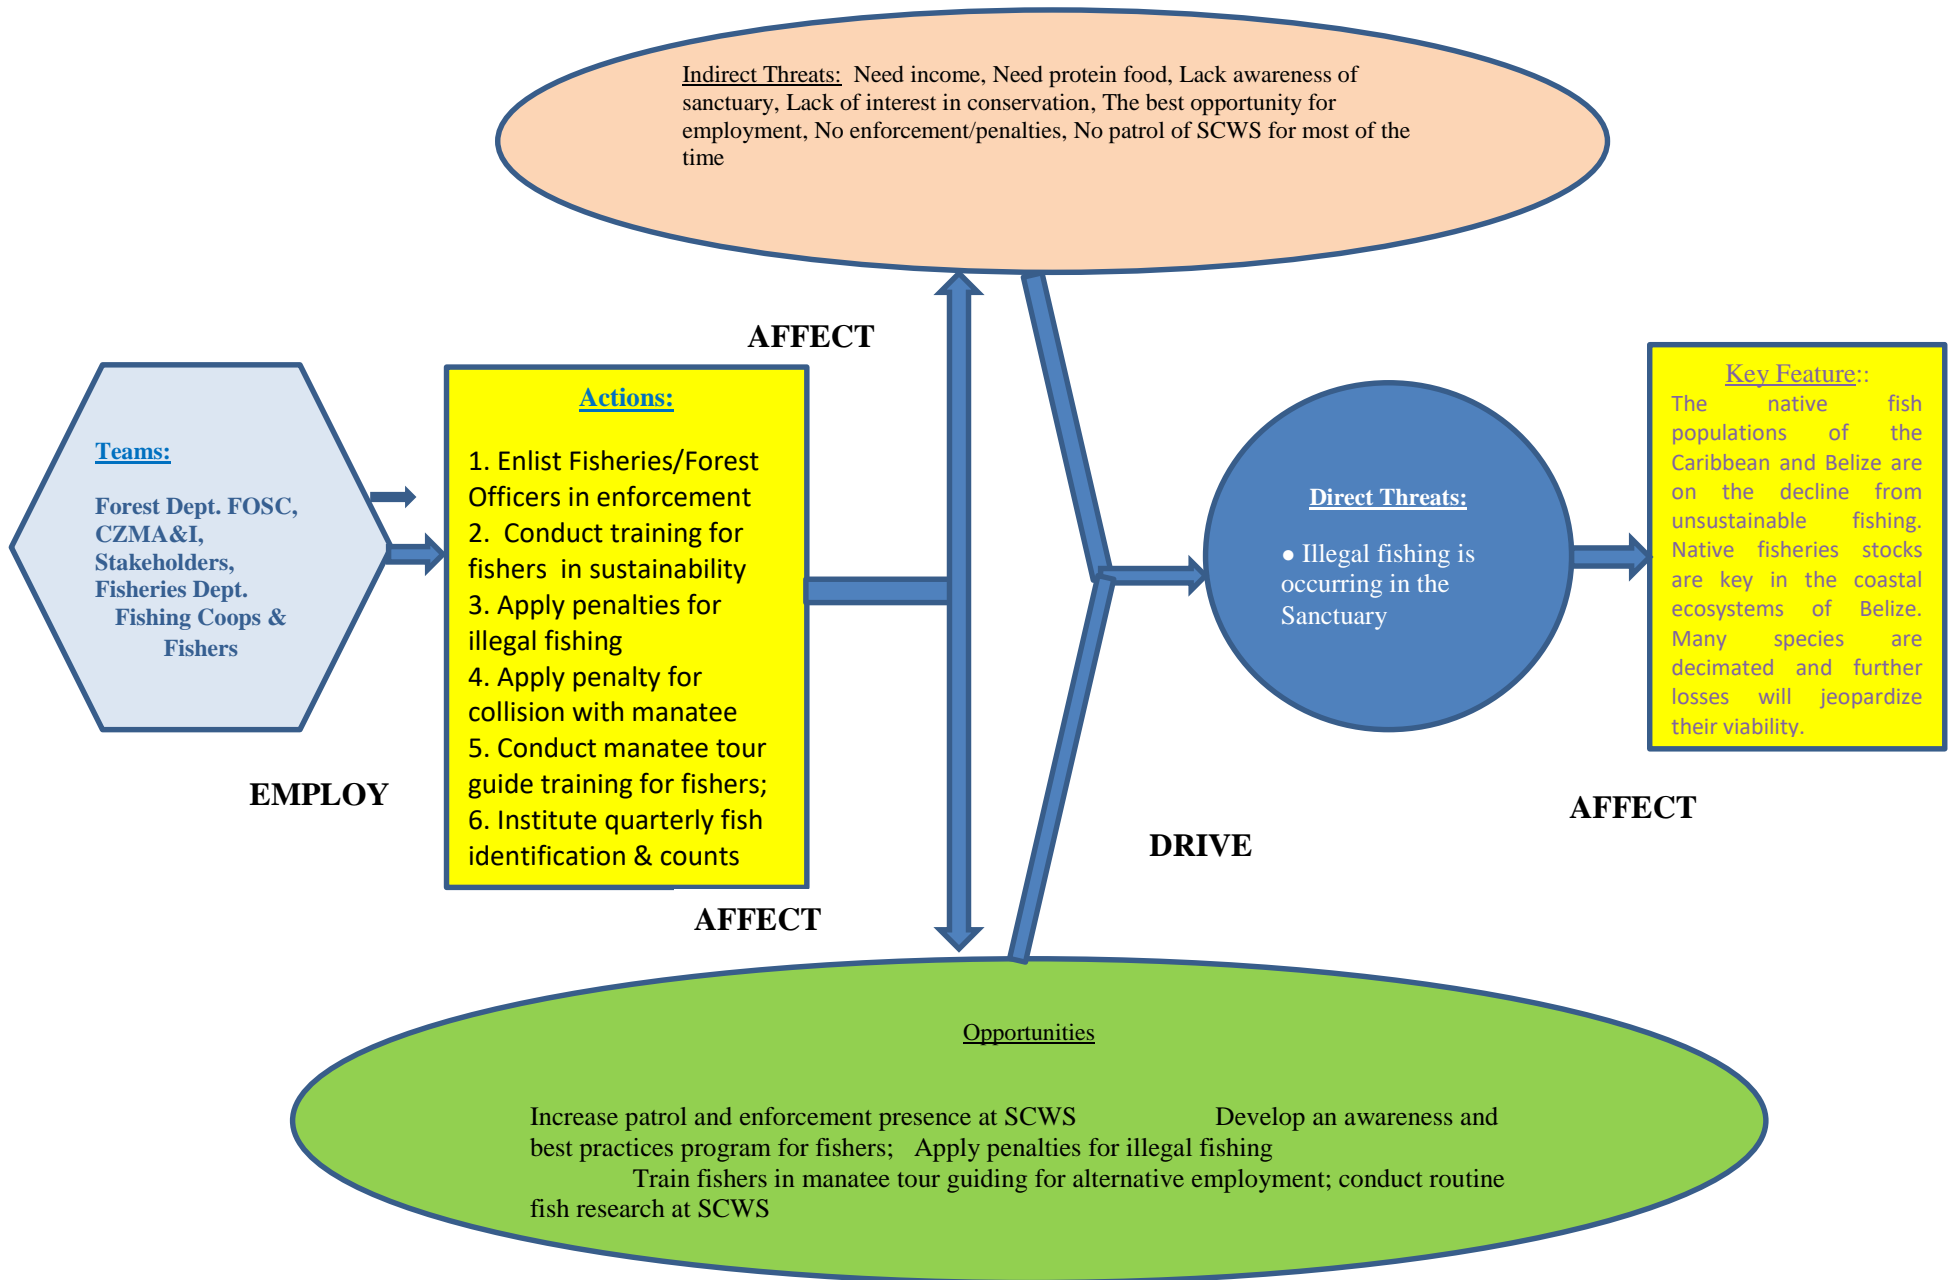 Indirect Threats: Need income, Need protein food, Lack awareness of
sanctuary, Lack of interest in conservation, The best opportunity for
employment, No enforcement/penalties, No patrol of SCWS for most of the
time
AFFECT
Teams:
Forest Dept. FOSC,
CZMA&I,
Stakeholders,
Fisheries Dept.
Fishing Coops &
Fishers
EMPLOY
Actions:
1. Enlist Fisheries/Forest
Officers in enforcement
2. Conduct training for
fishers in sustainability
3. Apply penalties for
illegal fishing
4. Apply penalty for
collision with manatee
5. Conduct manatee tour
guide training for fishers;
6. Institute quarterly fish
identification & counts
AFFECT
DRIVE
Direct Threats:
● Illegal fishing is
occurring in the
Sanctuary
Key Feature::
The native fish
populations of the
Caribbean and Belize are
on the decline from
unsustainable fishing.
Native fisheries stocks
are key in the coastal
ecosystems of Belize.
Many species are
decimated and further
losses will jeopardize
their viability.
AFFECT
Opportunities
Increase patrol and enforcement presence at SCWS Develop an awareness and
best practices program for fishers; Apply penalties for illegal fishing
Train fishers in manatee tour guiding for alternative employment; conduct routine
fish research at SCWS